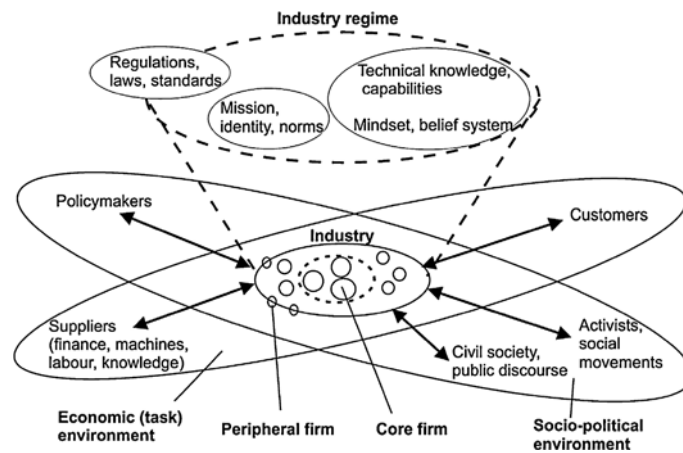 Industry regime
Regulations,
laws, standards
Technical knowledge,
capabilities
Mission,
identity, norms
Mindset, belief system
Policymakers
Customers
Industry
Suppliers
(finance, machines,
labour, knowledge)
Civil society,
public discourse
Activists,
social
movements
Economic (task)
environment
Peripheral firm
Core firm
Socio-political
environment